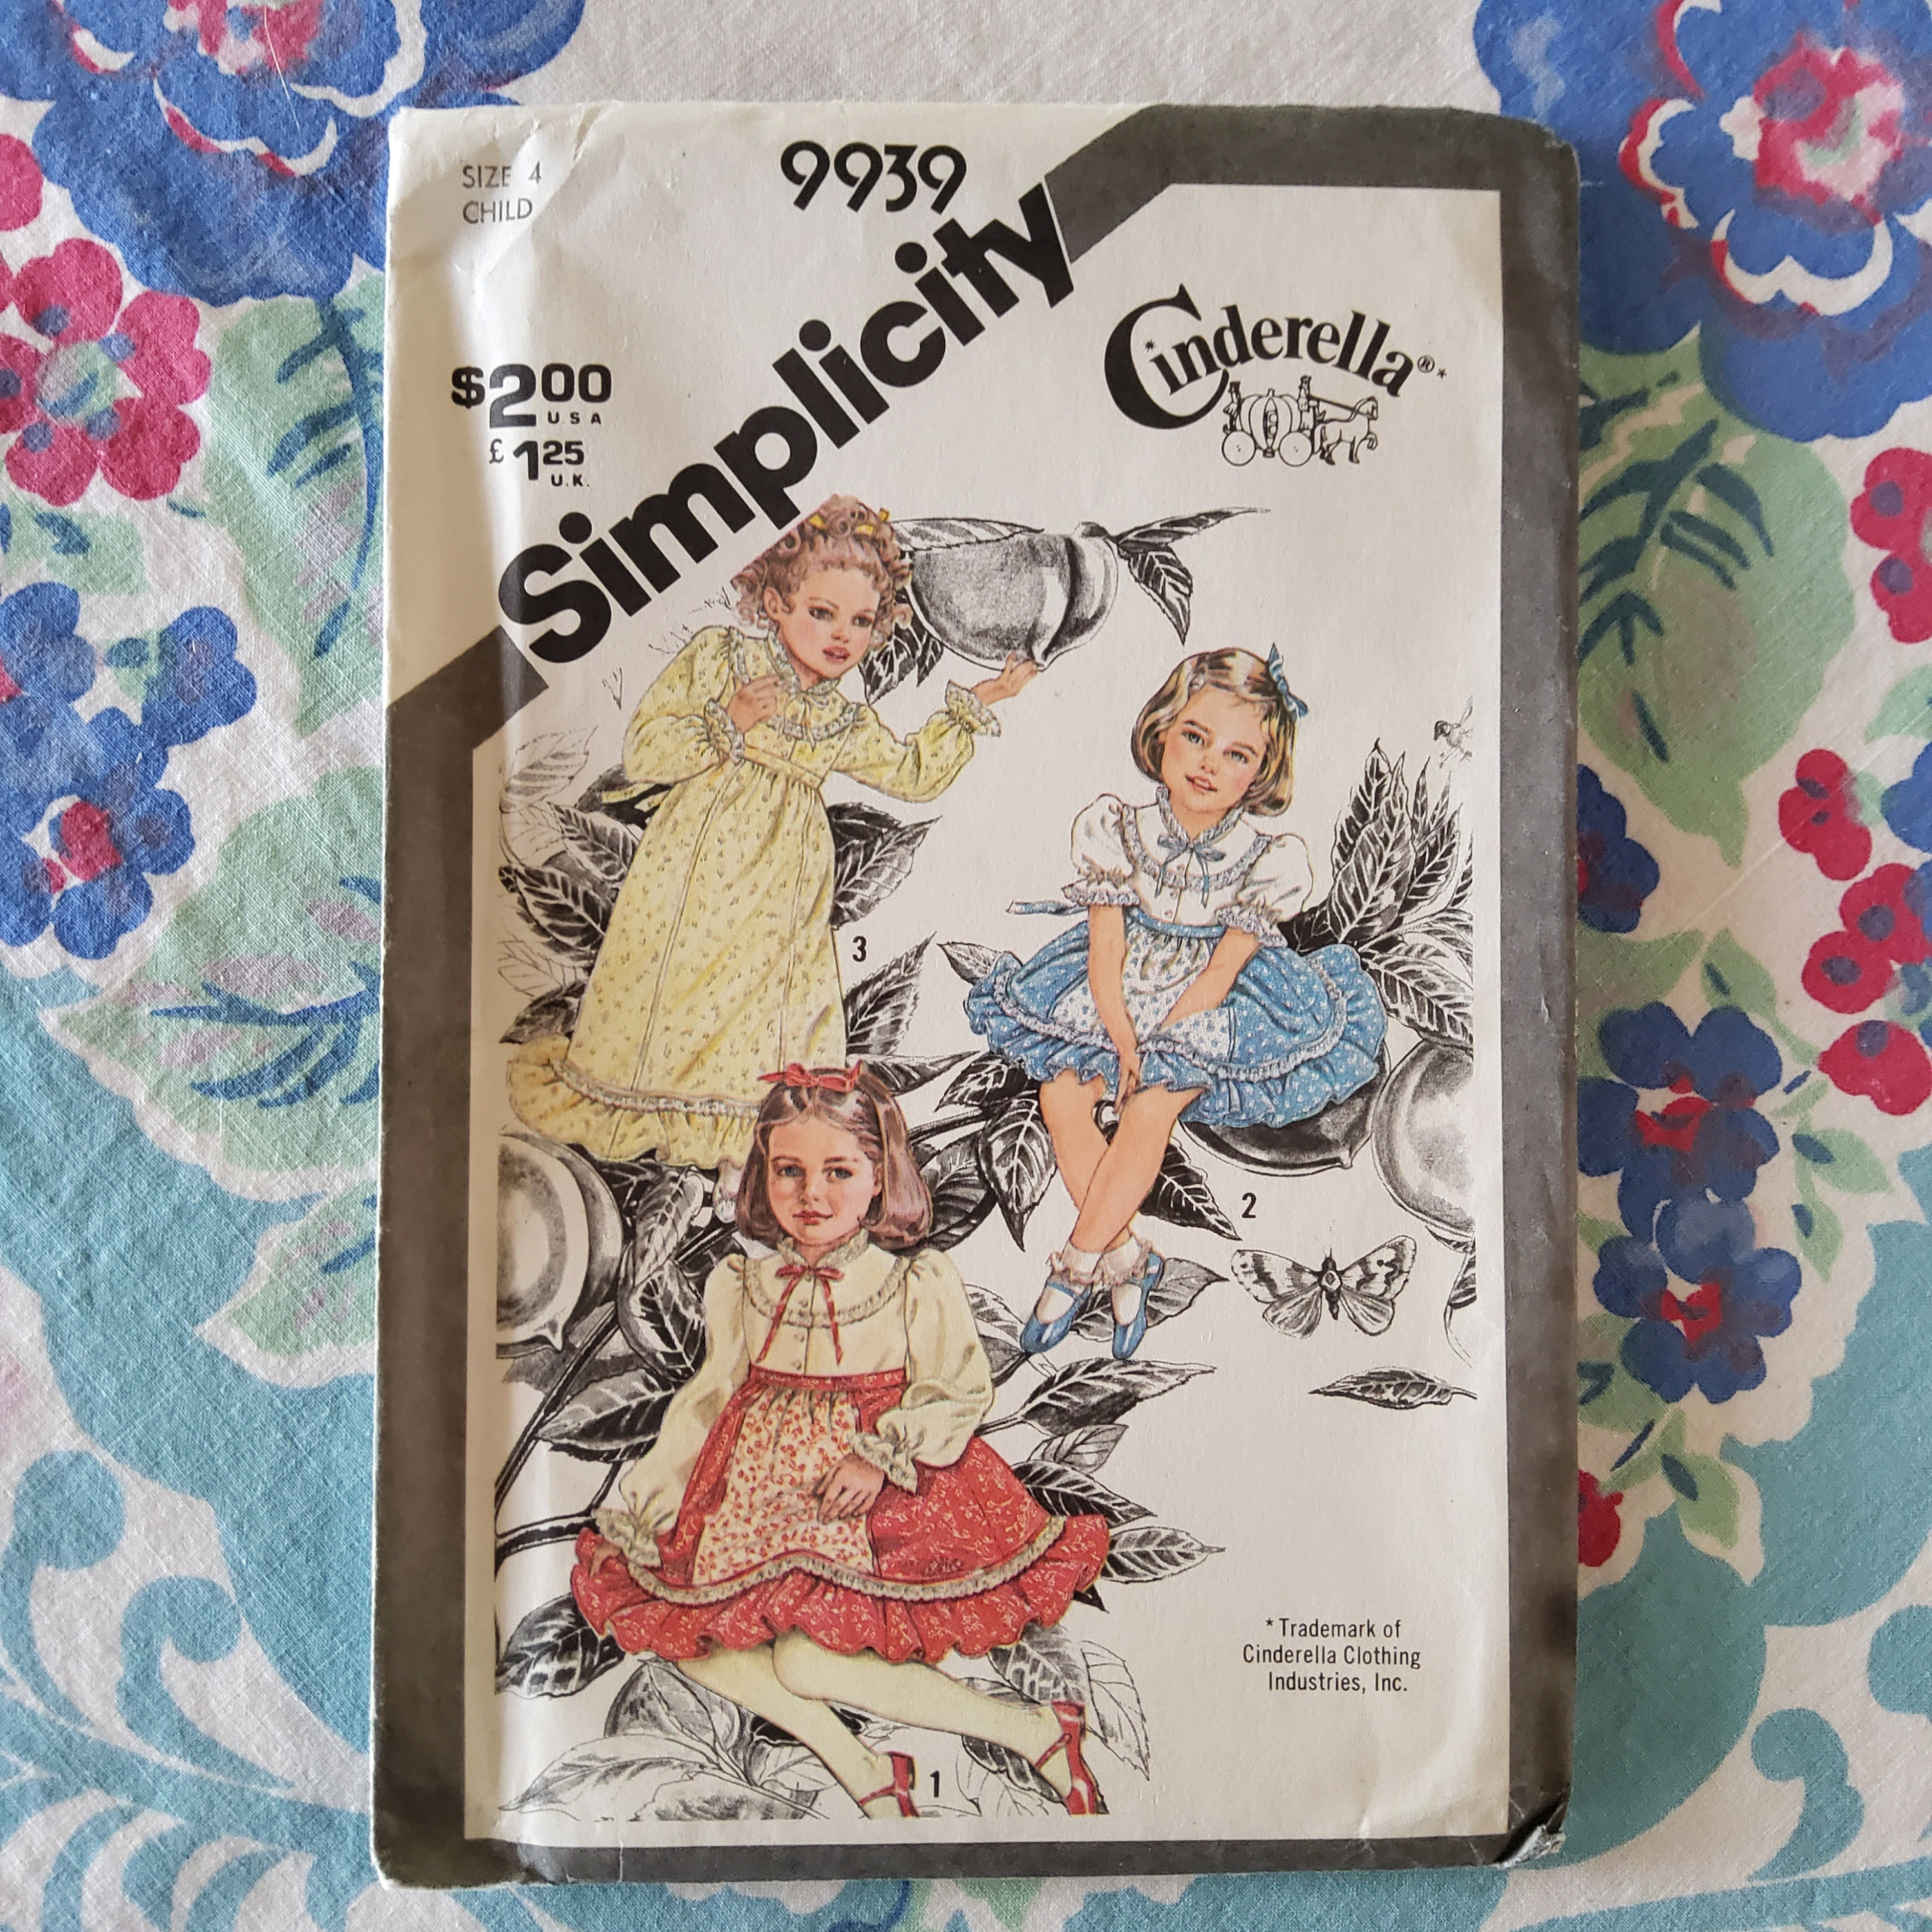 SIZE 4
CHILD
9939
$2.00
USA
£1.25
U.K.
Simplicity
Cinderella®*
3
2
1
*Trademark of
Cinderella Clothing
Industries, Inc.